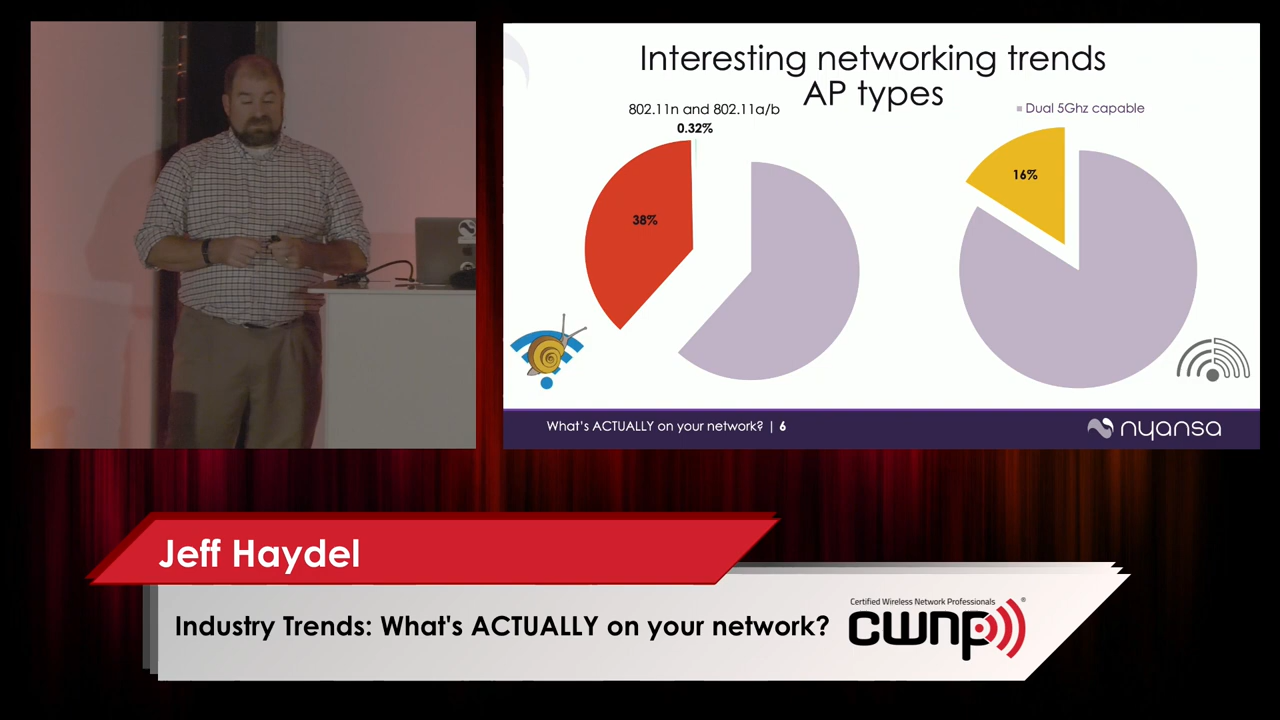 Interesting networking trends
AP types
802.11n and 802.11a/b
0.32%
38%
Dual 5Ghz capable
16%
What's ACTUALLY on your network? | 6
nyansa
Jeff Haydel
Industry Trends: What's ACTUALLY on your network?
Certified Wireless Network Professionals
cwnp
®